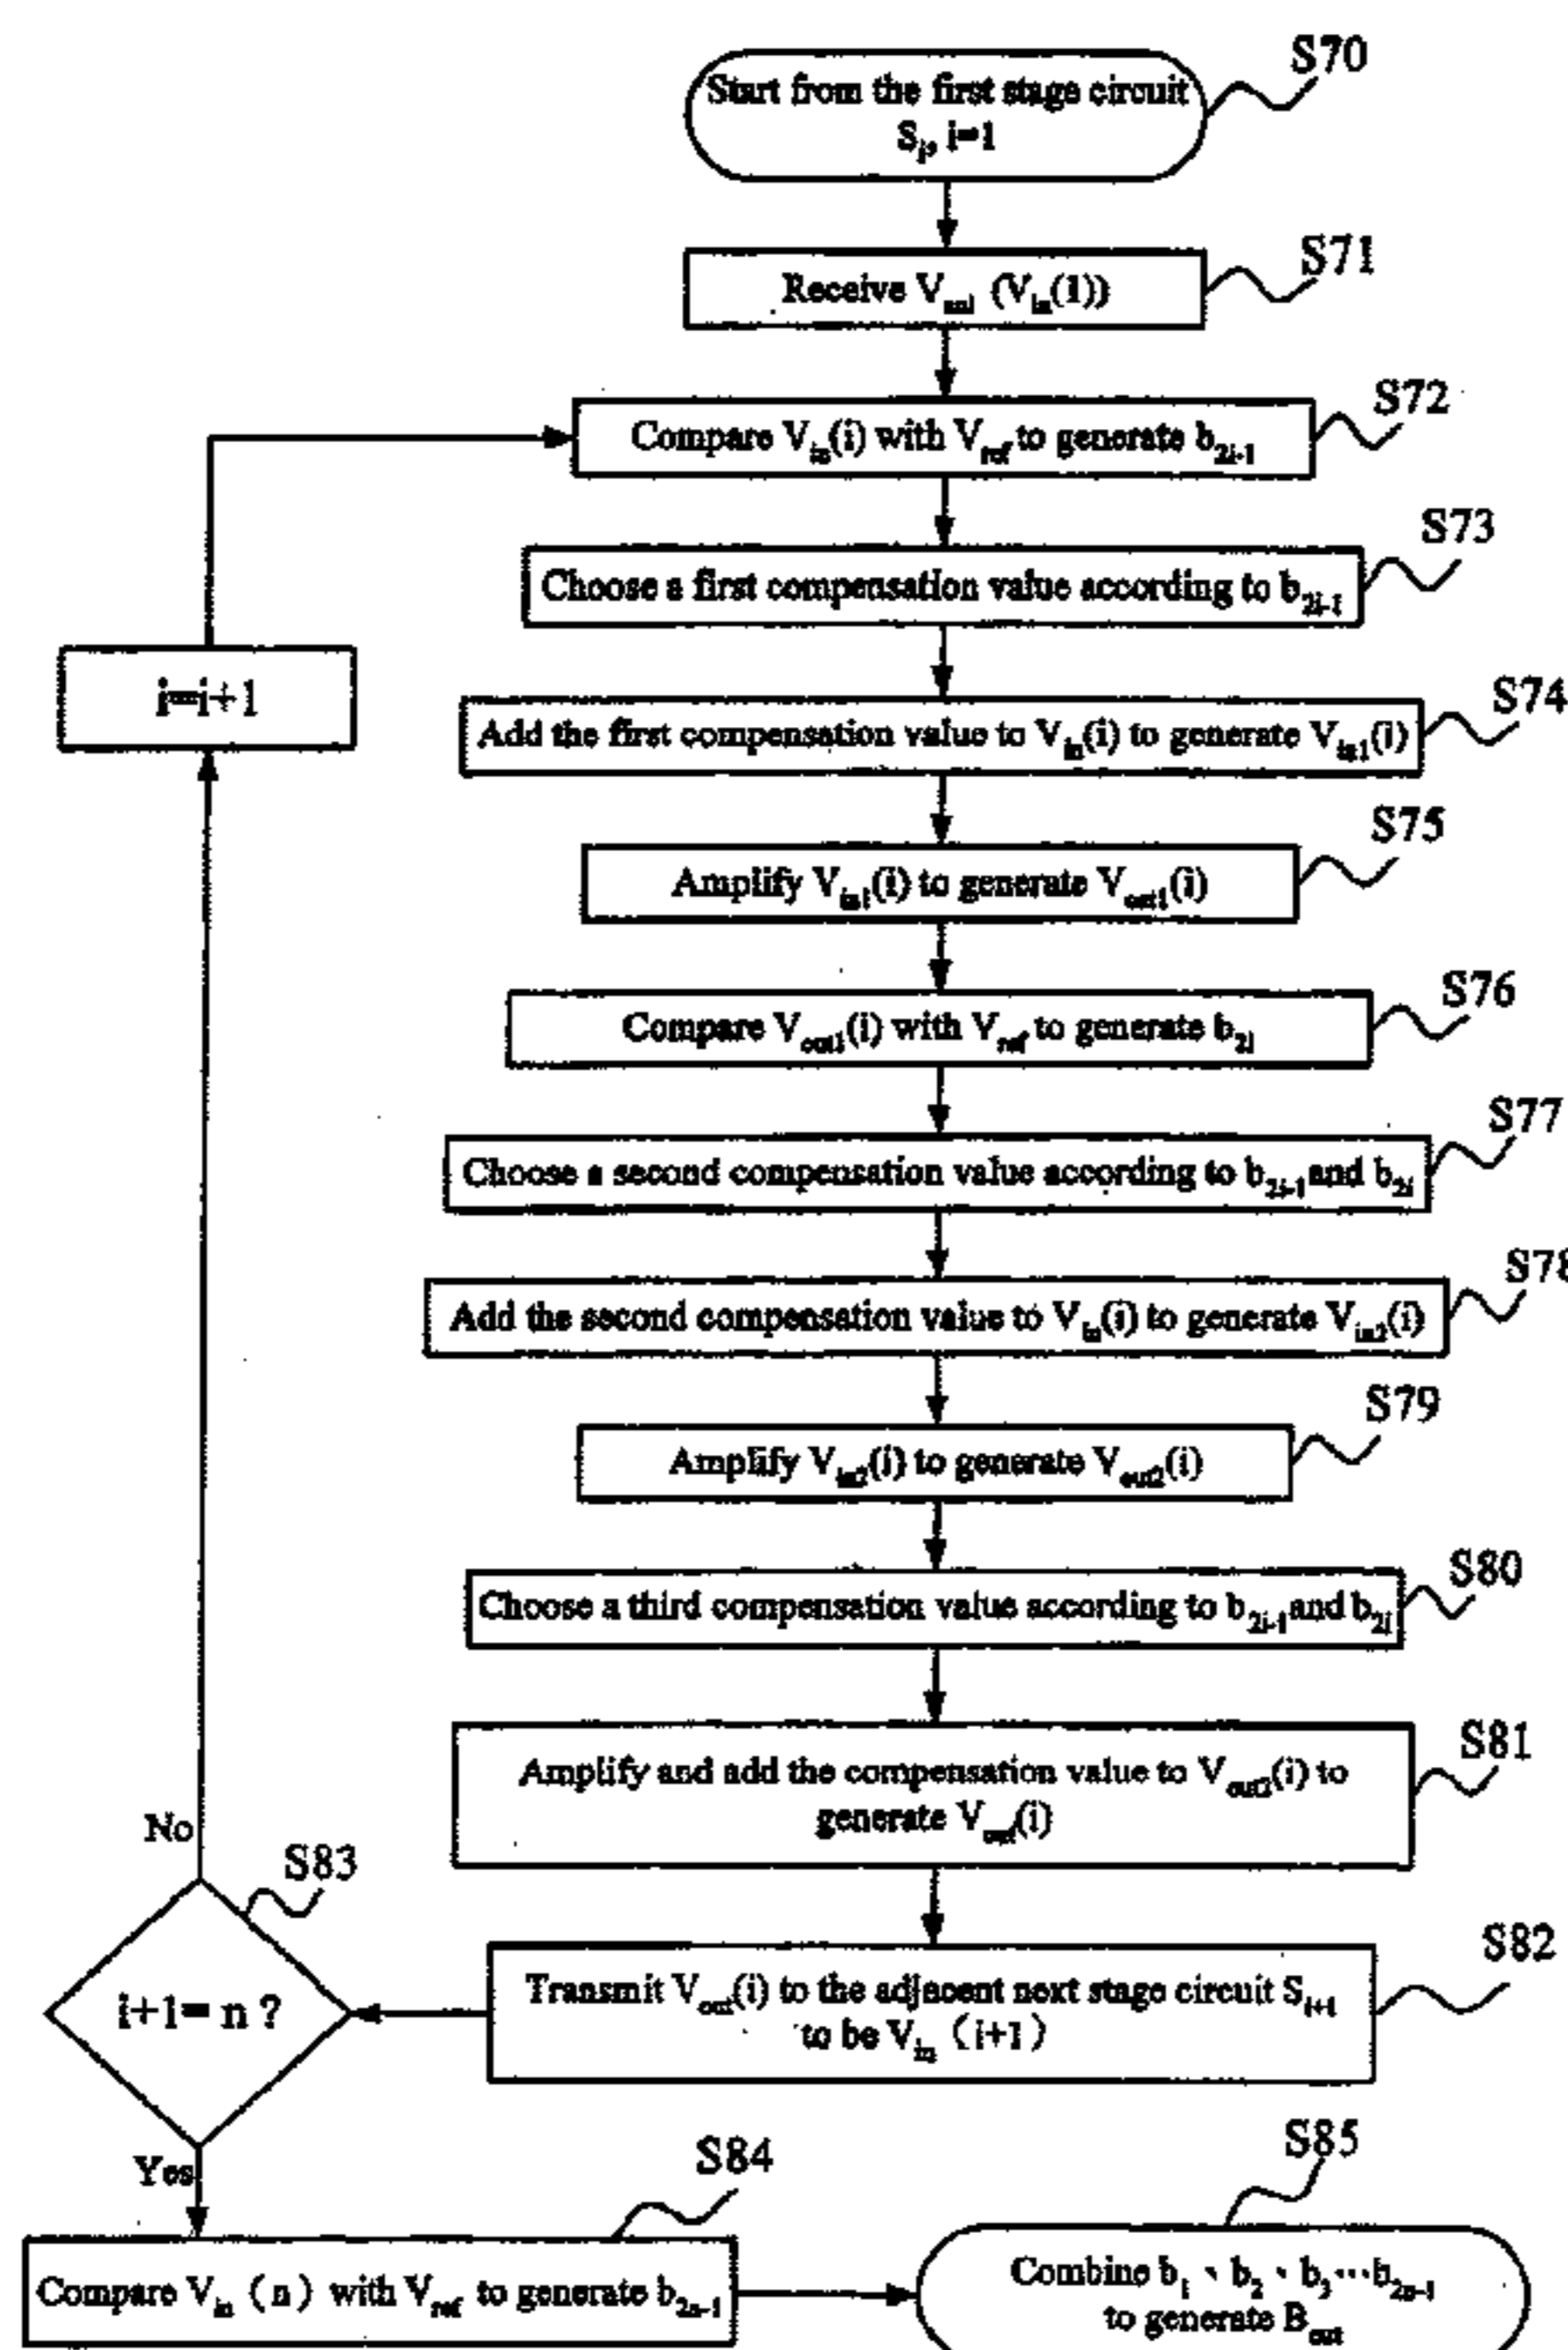 S70
Start from the first stage circuit
Si, i=1
S71
Receive Vsnl (Vin(1))
S72
Compare Vin(i) with Vref to generate b2i-1
S73
Choose a first compensation value according to b2i-1
i=i+1
S74
Add the first compensation value to Vin(i) to generate Vin1(i)
S75
Amplify Vin1(i) to generate Vout1(i)
S76
Compare Vout1(i) with Vref to generate b2i
S77
Choose a second compensation value according to b2i-1 and b2i
S78
Add the second compensation value to Vin(i) to generate Vin2(i)
S79
Amplify Vin2(i) to generate Vout2(i)
S80
Choose a third compensation value according to b2i-1 and b2i
S81
Amplify and add the compensation value to Vout2(i) to
generate Vout(i)
No
S83
i+1= n ?
S82
Transmit Vout(i) to the adjacent next stage circuit Si+1
to be Vin (i+1)
Yes
S84
Compare Vin (n) with Vref to generate b2n-1
S85
Combine b1、b2、b3…b2n-1
to generate Bout